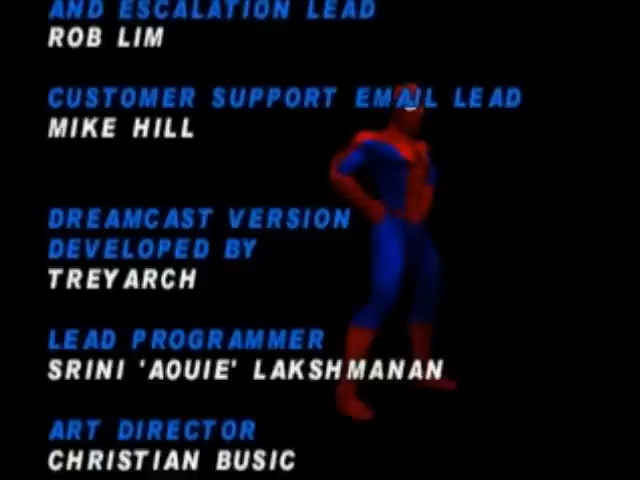 AND ESCALATION LEAD
ROB LIM
CUSTOMER SUPPORT EMAIL LEAD
MIKE HILL
DREAMCAST VERSION
DEVELOPED BY
TREYARCH
LEAD PROGRAMMER
SRINI 'AOUIE' LAKSHMANAN
ART DIRECTOR
CHRISTIAN BUSIC